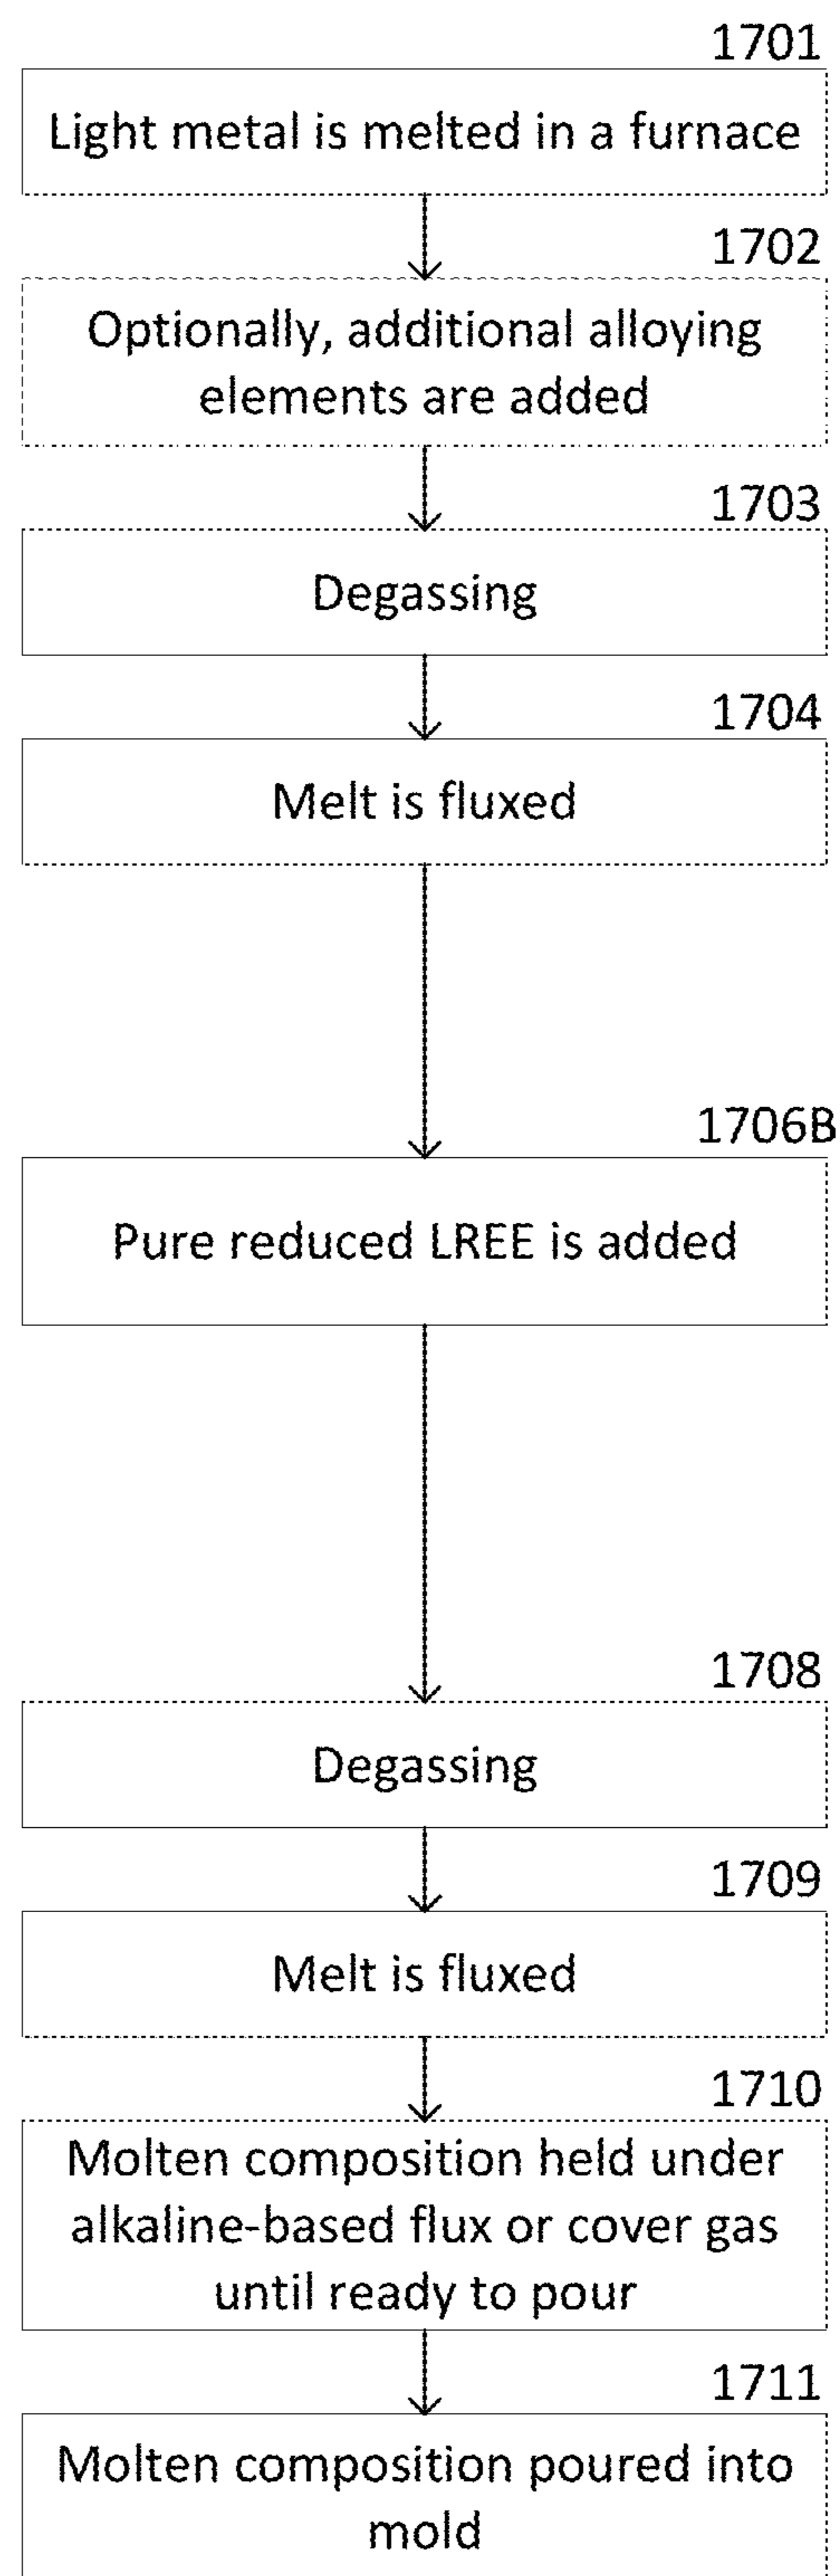 1701
Light metal is melted in a furnace
1702
Optionally, additional alloying
elements are added
1703
Degassing
1704
Melt is fluxed
1706B
Pure reduced LREE is added
1708
Degassing
1709
Melt is fluxed
1710
Molten composition held under
alkaline-based flux or cover gas
until ready to pour
1711
Molten composition poured into
mold